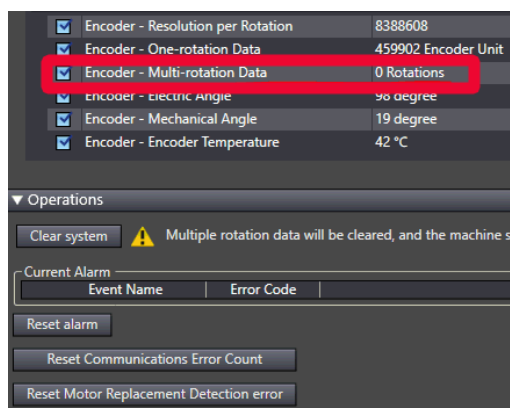 Encoder - Resolution per Rotation 8388608
Encoder - One-rotation Data 459902 Encoder Unit
Encoder - Multi-rotation Data 0 Rotations
Encoder - Electric Angle 98 degree
Encoder - Mechanical Angle 19 degree
Encoder - Encoder Temperature 42 °C
▼ Operations
Clear system Multiple rotation data will be cleared, and the machine s
Current Alarm
Event Name Error Code
Reset alarm
Reset Communications Error Count
Reset Motor Replacement Detection error